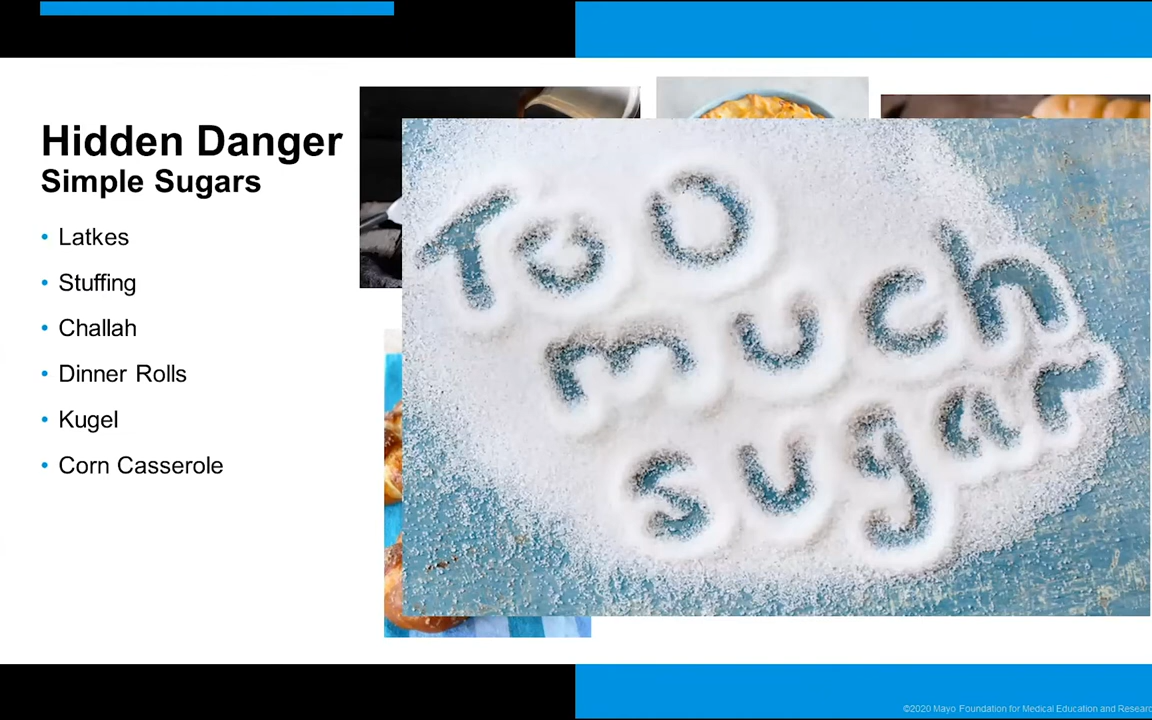 Hidden Danger
Simple Sugars
• Latkes
• Stuffing
• Challah
• Dinner Rolls
• Kugel
• Corn Casserole
Too
much
sugar
©2020 Mayo Foundation for Medical Education and Researc